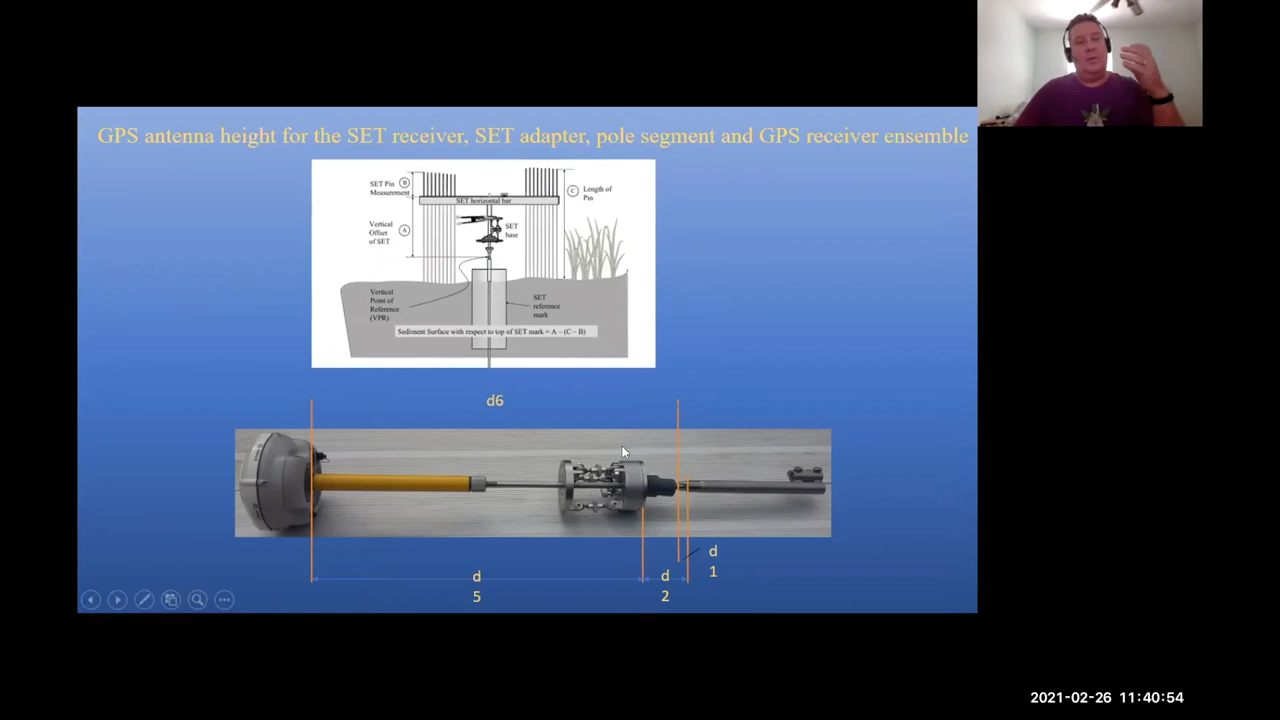 GPS antenna height for the SET receiver, SET adapter, pole segment and GPS receiver ensemble
SET Pin
Measurement
B
C
Length of
Pin
SET horizontal bar
Vertical
Offset
of SET
A
SET
base
Vertical
Point of
Reference
(VPR)
SET
reference
mark
Sediment Surface with respect to top of SET mark = A – (C – B)
d6
d
1
d
5
d
2
2021-02-26 11:40:54